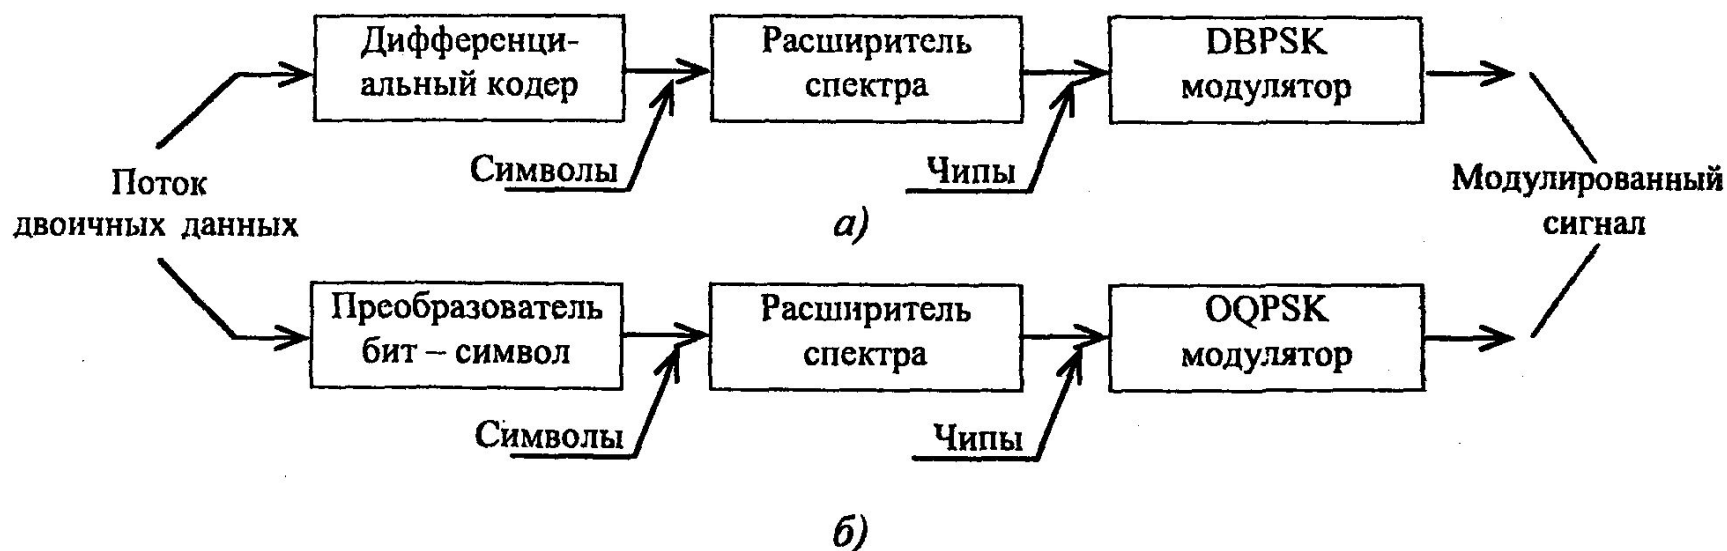 Дифференци-
альный кодер
Расширитель
спектра
DBPSK
модулятор
Символы
Чипы
Поток
двоичных данных
Модулированный
сигнал
а)
Преобразователь
бит – символ
Расширитель
спектра
OQPSK
модулятор
Символы
Чипы
б)